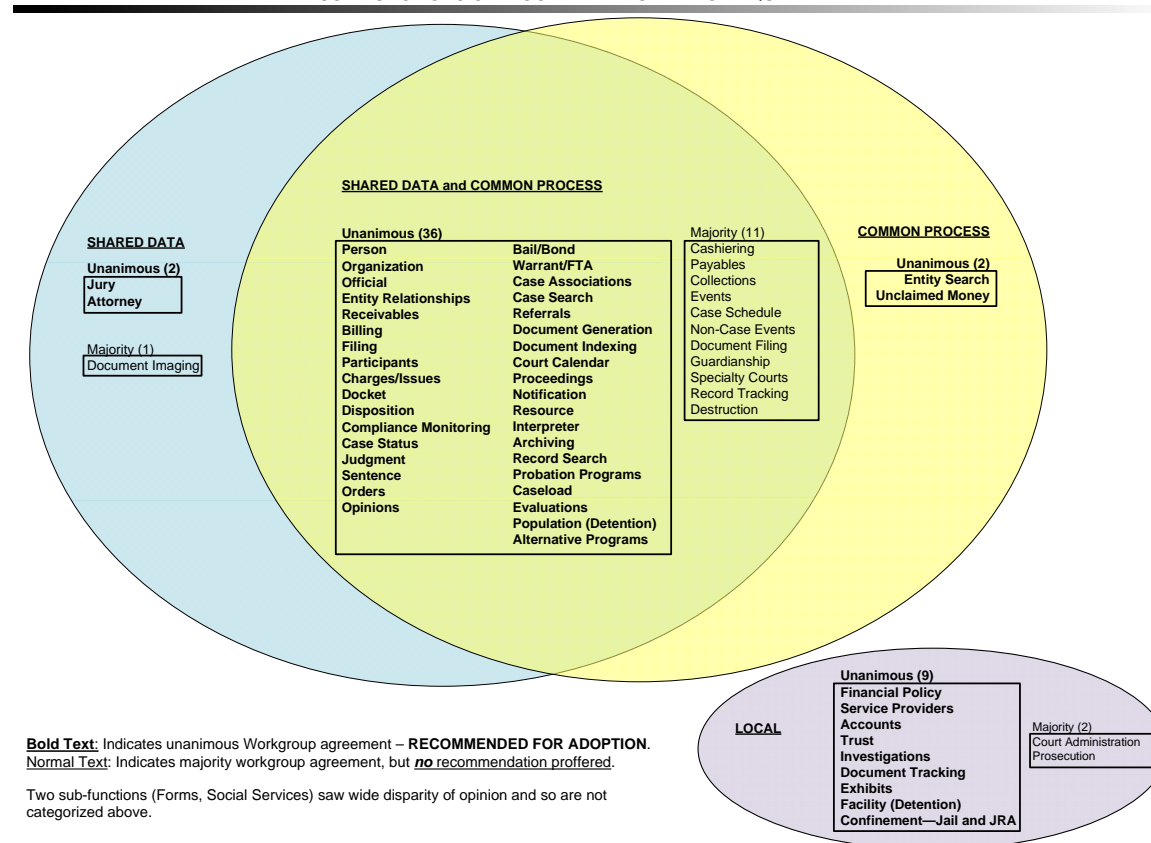 SHARED DATA and COMMON PROCESS
SHARED DATA
Unanimous (2)
Jury
Attorney
Majority (1)
Document Imaging
Unanimous (36)
Person
Organization
Official
Entity Relationships
Receivables
Billing
Filing
Participants
Charges/Issues
Docket
Disposition
Compliance Monitoring
Case Status
Judgment
Sentence
Orders
Opinions
Bail/Bond
Warrant/FTA
Case Associations
Case Search
Referrals
Document Generation
Document Indexing
Court Calendar
Proceedings
Notification
Resource
Interpreter
Archiving
Record Search
Probation Programs
Caseload
Evaluations
Population (Detention)
Alternative Programs
Majority (11)
Cashiering
Payables
Collections
Events
Case Schedule
Non-Case Events
Document Filing
Guardianship
Specialty Courts
Record Tracking
Destruction
COMMON PROCESS
Unanimous (2)
Entity Search
Unclaimed Money
LOCAL
Unanimous (9)
Financial Policy
Service Providers
Accounts
Trust
Investigations
Document Tracking
Exhibits
Facility (Detention)
Confinement—Jail and JRA
Majority (2)
Court Administration
Prosecution
Bold Text: Indicates unanimous Workgroup agreement – RECOMMENDED FOR ADOPTION.
Normal Text: Indicates majority workgroup agreement, but no recommendation proffered.
Two sub-functions (Forms, Social Services) saw wide disparity of opinion and so are not
categorized above.